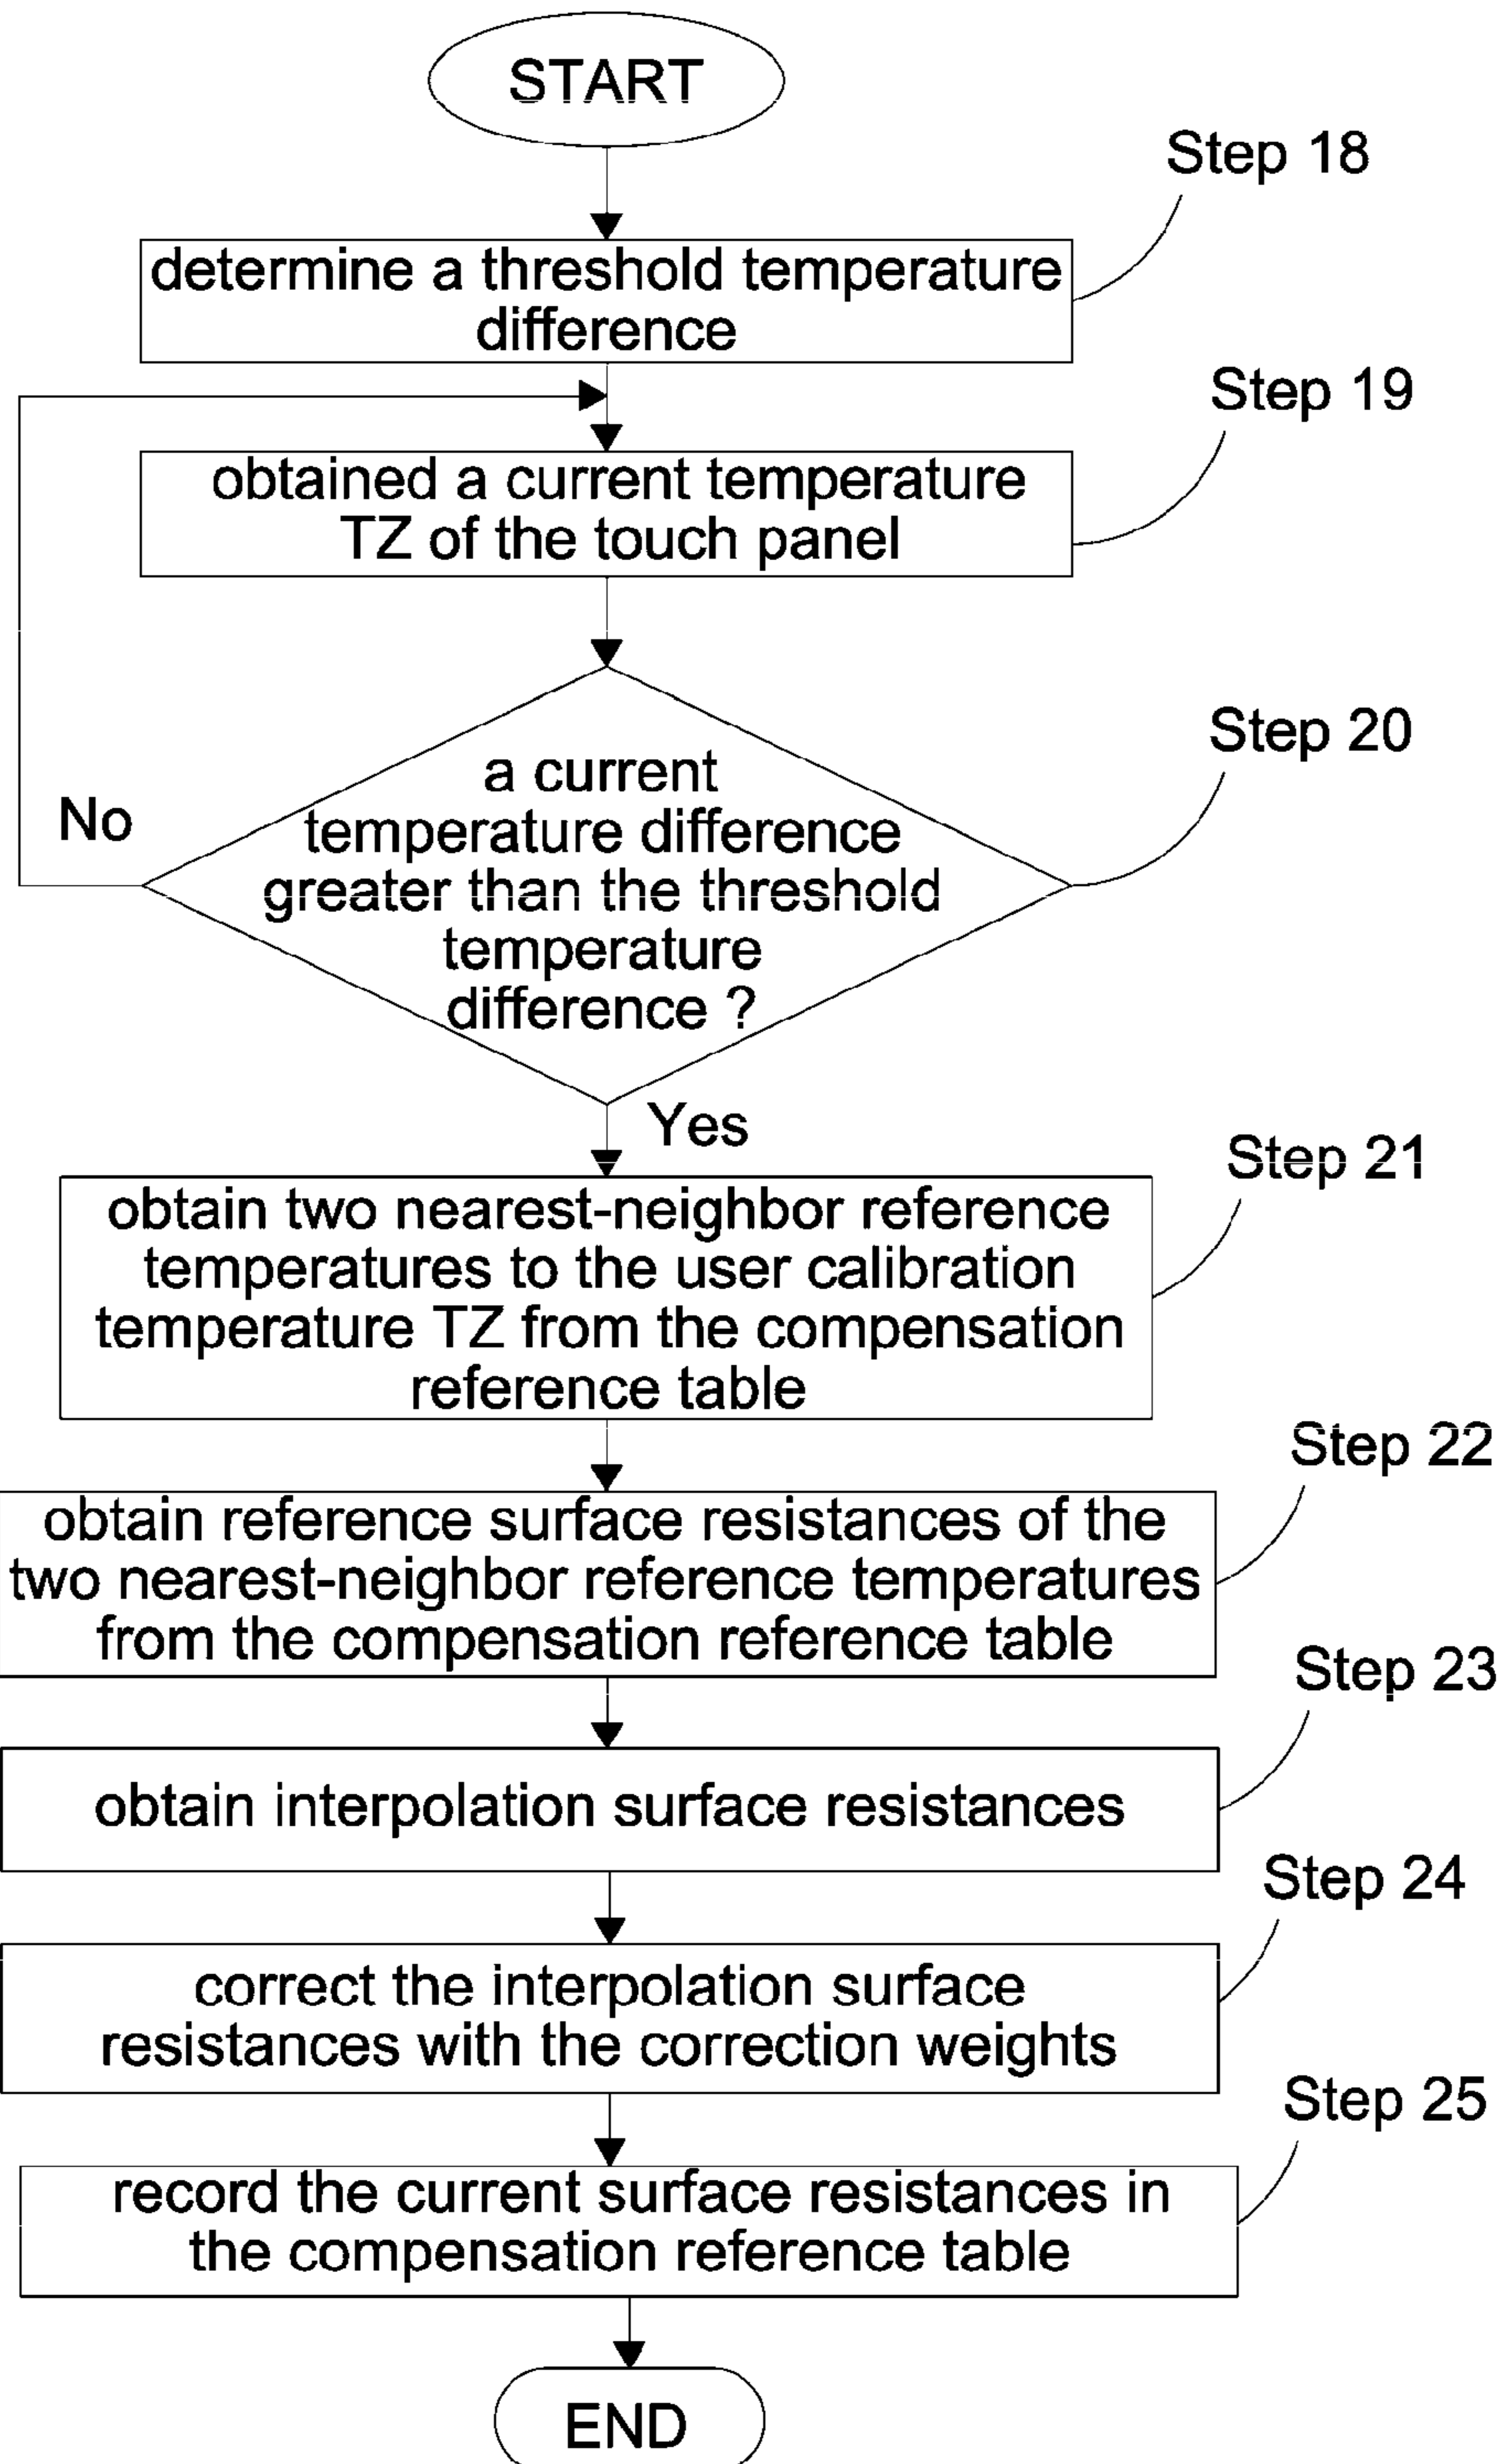 START
Step 18
determine a threshold temperature
difference
Step 19
obtained a current temperature
TZ of the touch panel
Step 20
a current
temperature difference
greater than the threshold
temperature
difference ?
No
Yes
Step 21
obtain two nearest-neighbor reference
temperatures to the user calibration
temperature TZ from the compensation
reference table
Step 22
obtain reference surface resistances of the
two nearest-neighbor reference temperatures
from the compensation reference table
Step 23
obtain interpolation surface resistances
Step 24
correct the interpolation surface
resistances with the correction weights
Step 25
record the current surface resistances in
the compensation reference table
END